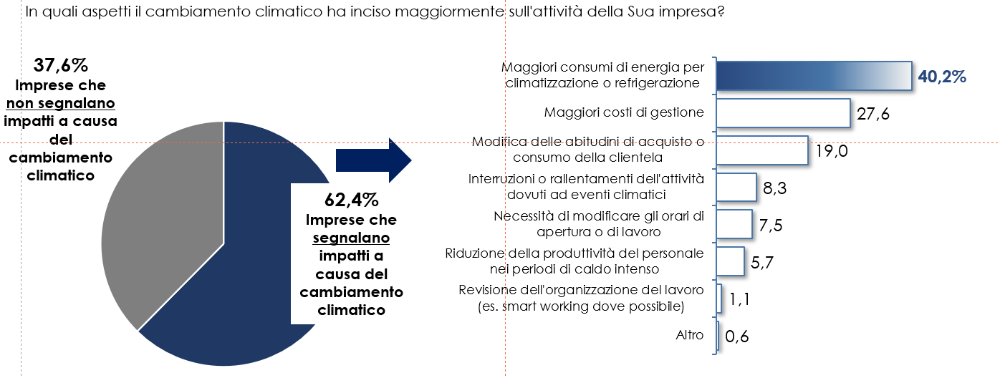 In quali aspetti il cambiamento climatico ha inciso maggiormente sull'attività della Sua impresa?
37,6%
Imprese che
non segnalano
impatti a causa
del
cambiamento
climatico
62,4%
Imprese che
segnalano
impatti a
causa del
cambiamento
climatico
Maggiori consumi di energia per
climatizzazione o refrigerazione
40,2%
Maggiori costi di gestione
27,6
Modifica delle abitudini di acquisto o
consumo della clientela
19,0
Interruzioni o rallentamenti dell'attività
dovuti ad eventi climatici
8,3
Necessità di modificare gli orari di
apertura o di lavoro
7,5
Riduzione della produttività del personale
nei periodi di caldo intenso
5,7
Revisione dell'organizzazione del lavoro
(es. smart working dove possibile)
1,1
Altro
0,6